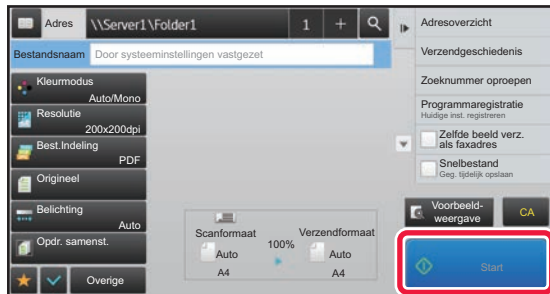 Adres
\\Server1\Folder1
1
+
Bestandsnaam
Door systeeminstellingen vastgezet
Kleurmodus
Auto/Mono
Resolutie
200x200dpi
Best.Indeling
PDF
Origineel
Belichting
Auto
Opdr. samenst.
Overige
Scanformaat
Auto
A4
100%
Verzendformaat
Auto
A4
Adresoverzicht
Verzendgeschiedenis
Zoeknummer oproepen
Programmaregistratie
Huidige inst. registreren
Zelfde beeld verz.
als faxadres
Snelbestand
Geg. tijdelijk opslaan
Voorbeeld-
weergave
CA
Start